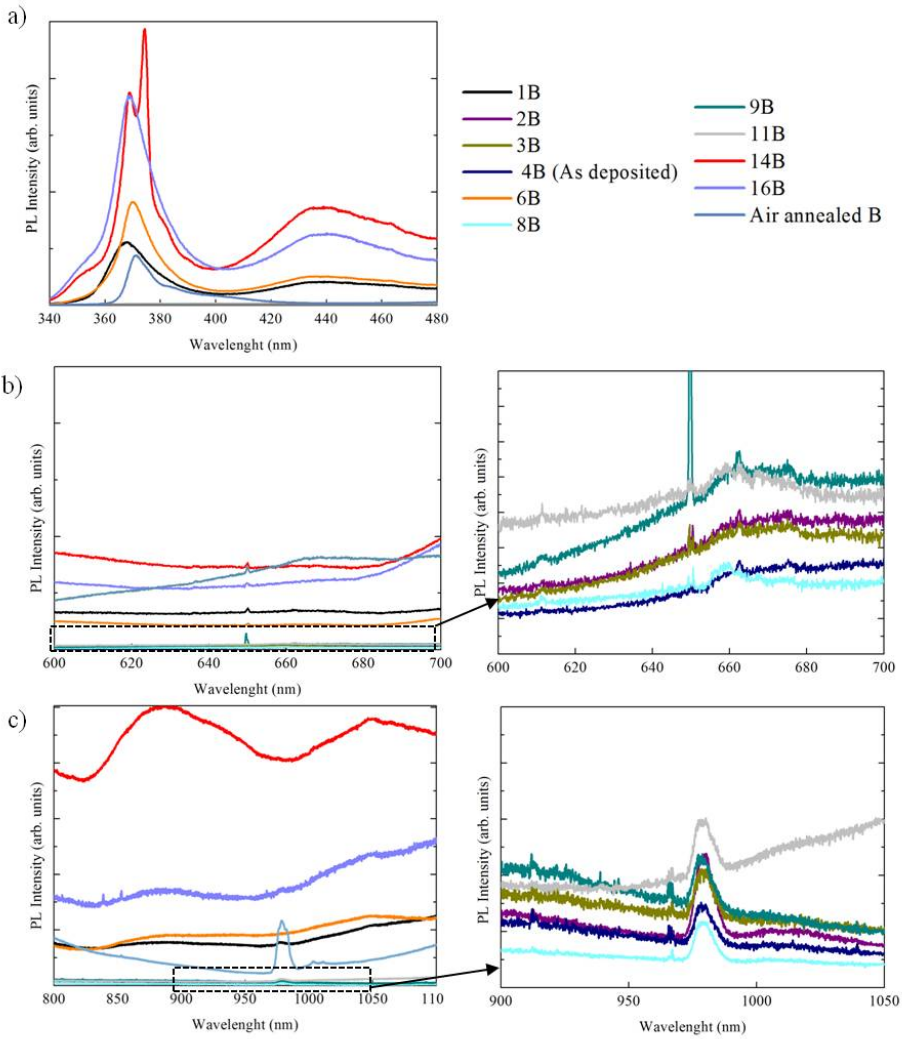 a)
PL Intensity (arb. units)
340 360 380 400 420 440 460 480
Wavelenght (nm)
1B
2B
3B
4B (As deposited)
6B
8B
9B
11B
14B
16B
Air annealed B
b)
PL Intensity (arb. units)
600 620 640 660 680 700
Wavelenght (nm)
PL Intensity (arb. units)
600 620 640 660 680 700
Wavelenght (nm)
c)
PL Intensity (arb. units)
800 850 900 950 1000 1050 110
Wavelenght (nm)
PL Intensity (arb. units)
900 950 1000 1050
Wavelenght (nm)